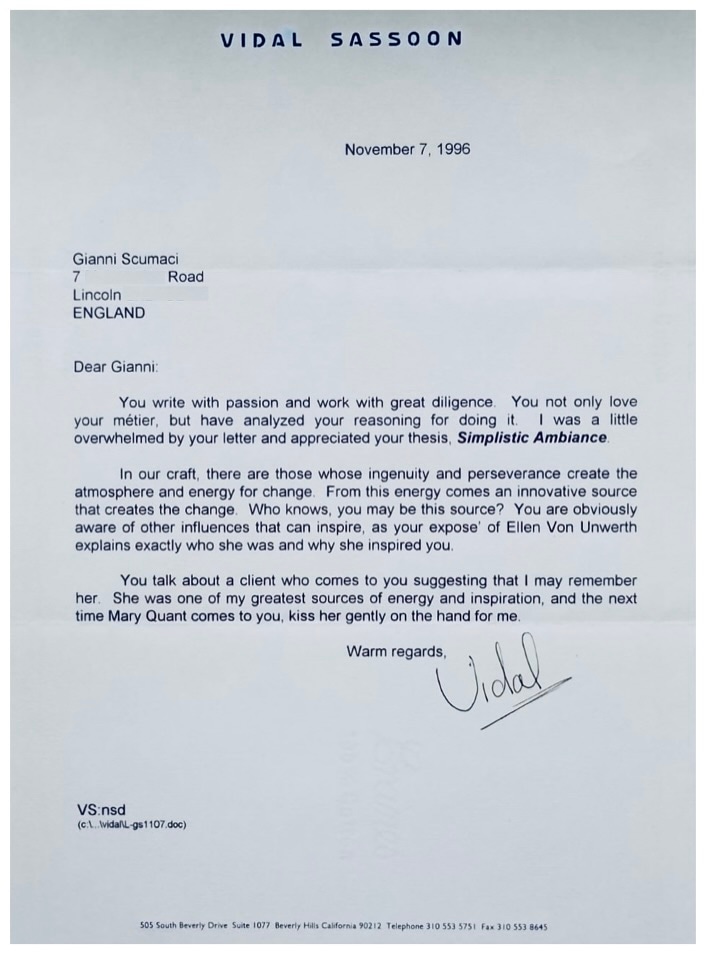 VIDAL SASSOON
November 7, 1996
Gianni Scumaci
7 Road
Lincoln
ENGLAND
Dear Gianni:
You write with passion and work with great diligence. You not only love
your métier, but have analyzed your reasoning for doing it. I was a little
overwhelmed by your letter and appreciated your thesis, Simplistic Ambiance.
In our craft, there are those whose ingenuity and perseverance create the
atmosphere and energy for change. From this energy comes an innovative source
that creates the change. Who knows, you may be this source? You are obviously
aware of other influences that can inspire, as your expose' of Ellen Von Unwerth
explains exactly who she was and why she inspired you.
You talk about a client who comes to you suggesting that I may remember
her. She was one of my greatest sources of energy and inspiration, and the next
time Mary Quant comes to you, kiss her gently on the hand for me.
Warm regards,
Vidal
VS:nsd
(c:\...\vidal\L-gs1107.doc)
505 South Beverly Drive Suite 1077 Beverly Hills California 90212 Telephone 310 553 5751 Fax 310 553 8645